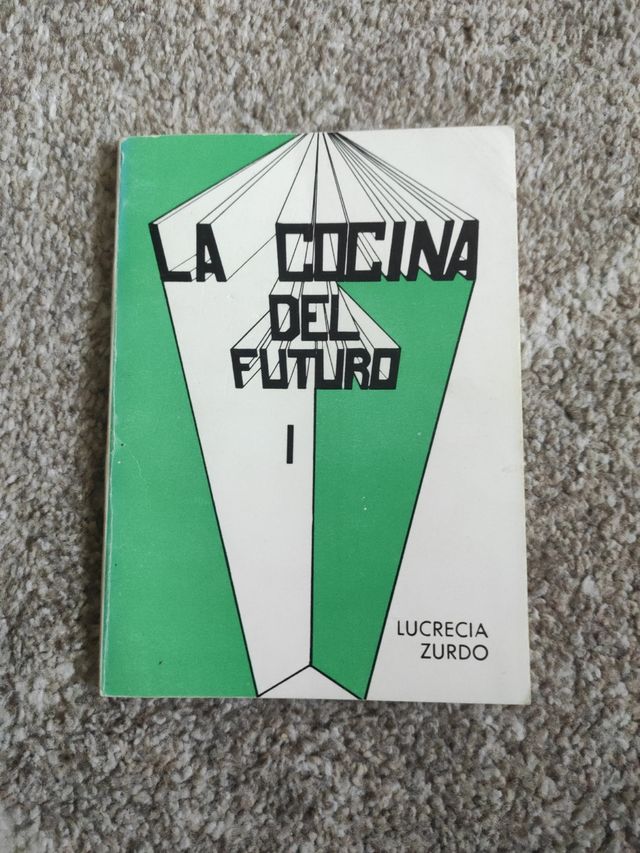 LA COCINA
DEL
FUTURO
I
LUCRECIA
ZURDO